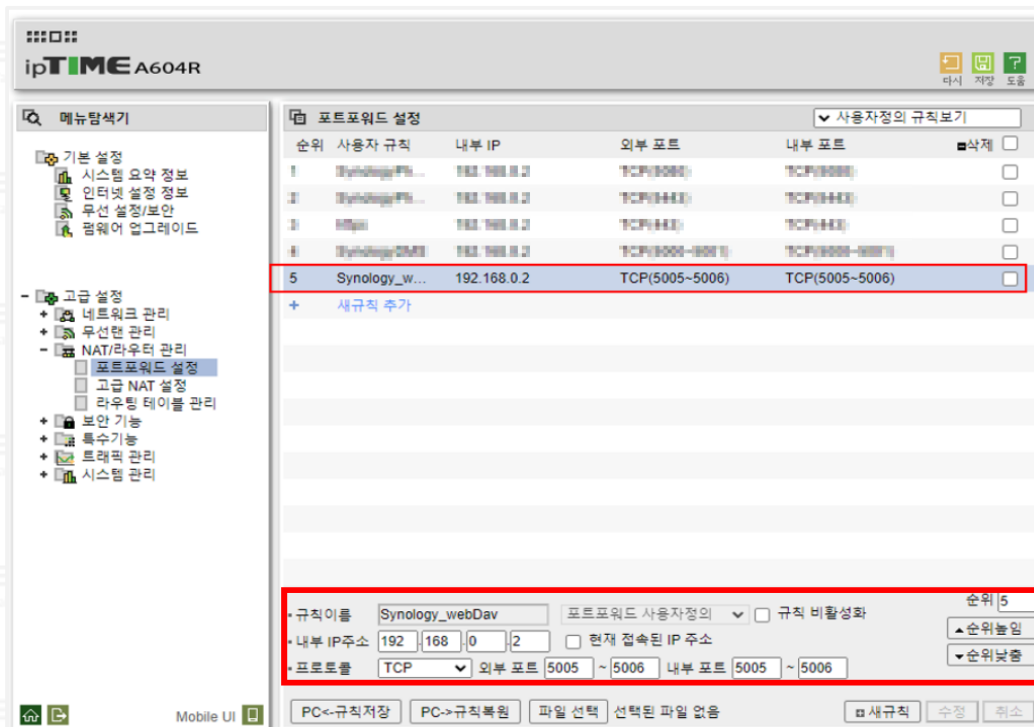 ipTIME A604R
다시 저장 도움
메뉴탐색기
기본 설정
시스템 요약 정보
인터넷 설정 정보
무선 설정/보안
펌웨어 업그레이드
고급 설정
네트워크 관리
무선랜 관리
NAT/라우터 관리
포트포워드 설정
고급 NAT 설정
라우팅 테이블 관리
보안 기능
특수기능
트래픽 관리
시스템 관리
Mobile UI
포트포워드 설정 사용자정의 규칙보기
순위 사용자 규칙 내부 IP 외부 포트 내부 포트 삭제
5 Synology_w... 192.168.0.2 TCP(5005~5006) TCP(5005~5006)
+ 새규칙 추가
순위 5
규칙이름 Synology_webDav 포트포워드 사용자정의 규칙 비활성화
▲순위높임
내부 IP주소 192 .168 .0 .2 현재 접속된 IP 주소
▼순위낮춤
프로토콜 TCP 외부 포트 5005 ~ 5006 내부 포트 5005 ~ 5006
PC<-규칙저장 PC->규칙복원 파일 선택 선택된 파일 없음 새규칙 수정 취소